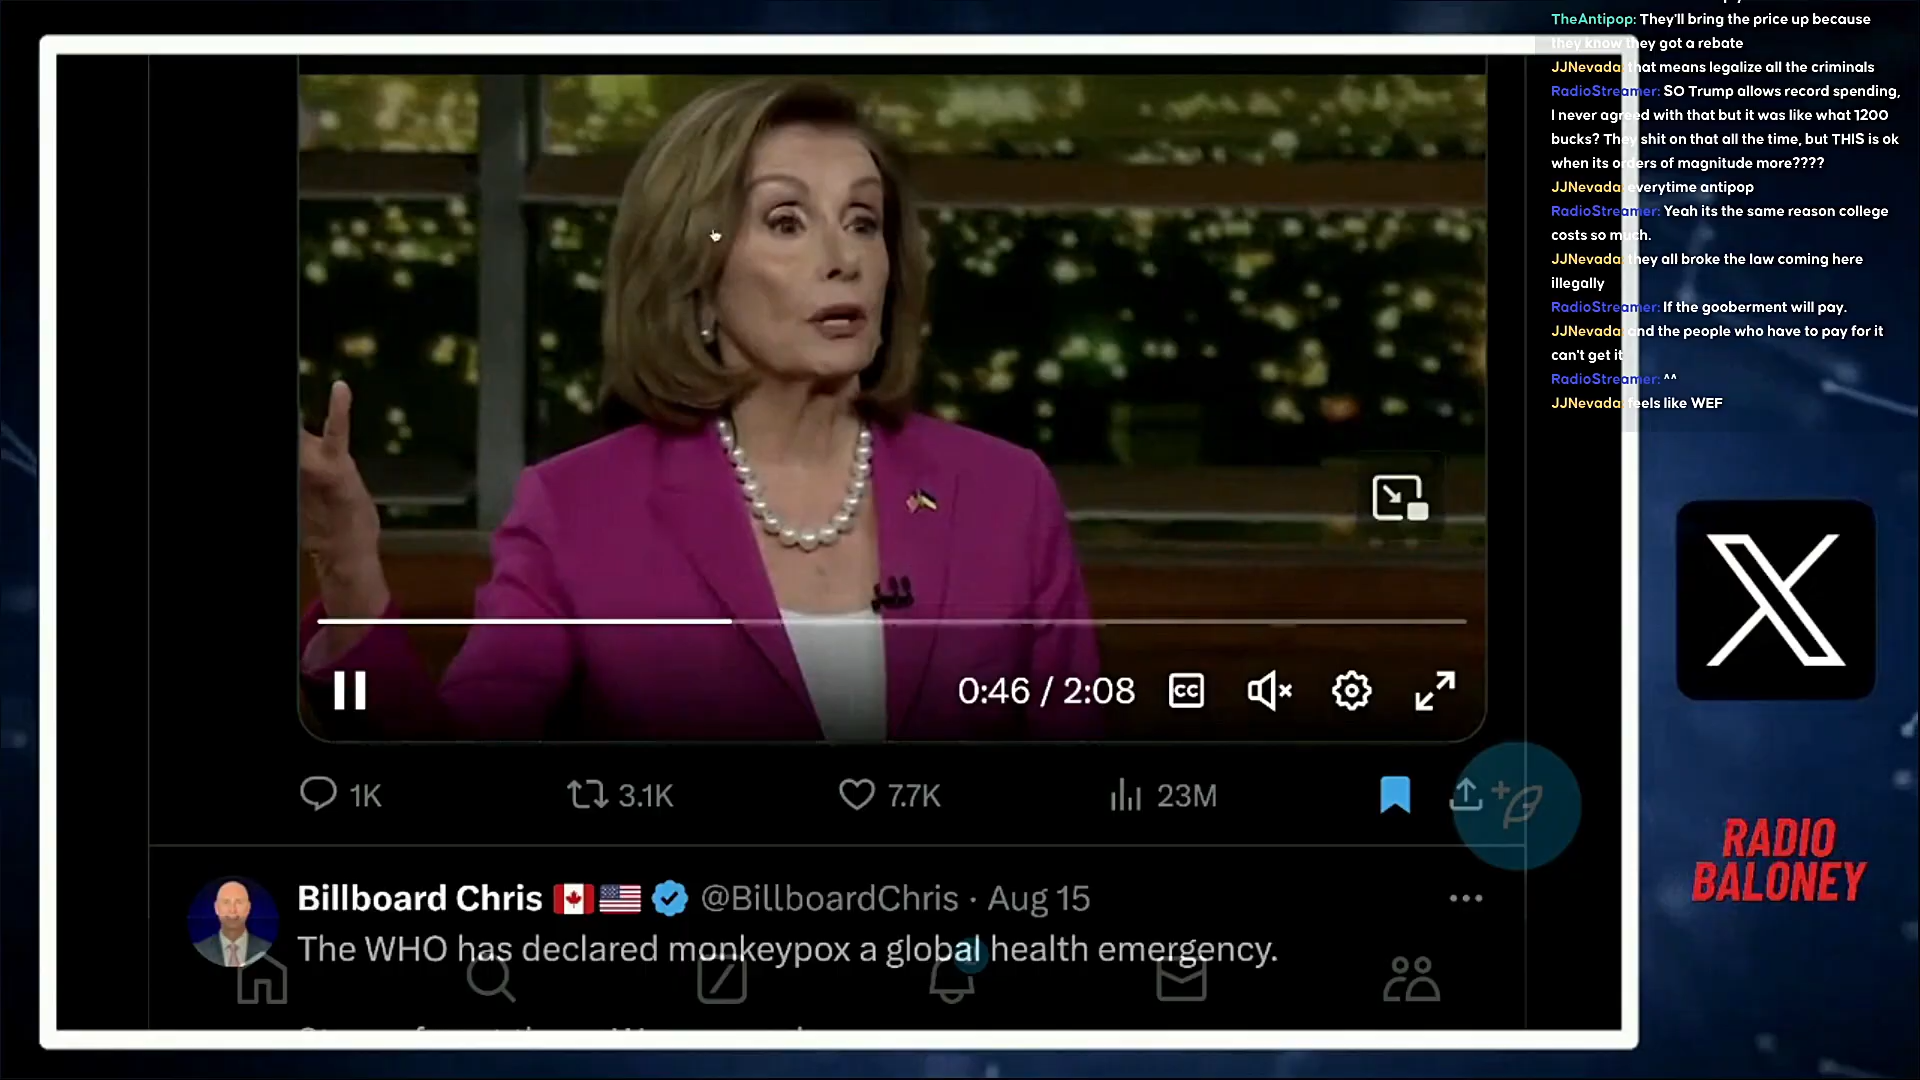 TheAntipop: They'll bring the price up because
they know they got a rebate
JJNevada: that means legalize all the criminals
RadioStreamer: SO Trump allows record spending,
I never agreed with that but it was like what 1200
bucks? They shit on that all the time, but THIS is ok
when its orders of magnitude more????
JJNevada: everytime antipop
RadioStreamer: Yeah its the same reason college
costs so much.
JJNevada: they all broke the law coming here
illegally
RadioStreamer: If the gooberment will pay.
JJNevada: and the people who have to pay for it
can't get it
RadioStreamer: ^^
JJNevada: feels like WEF
0:46 / 2:08
CC
1K
3.1K
7.7K
23M
Billboard Chris @BillboardChris · Aug 15
The WHO has declared monkeypox a global health emergency.
RADIO
BALONEY